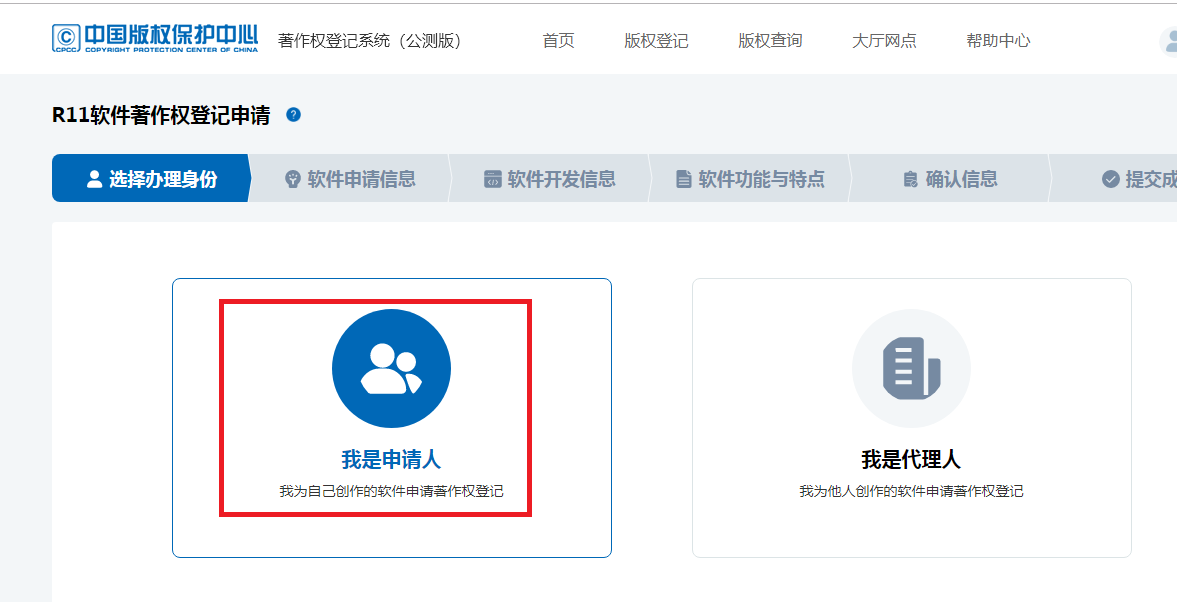 中国版权保护中心
CPCC COPYRIGHT PROTECTION CENTER OF CHINA
著作权登记系统（公测版） 首页 版权登记 版权查询 大厅网点 帮助中心
R11软件著作权登记申请 ?
选择办理身份 软件申请信息 软件开发信息 软件功能与特点 确认信息 提交成
我是申请人
我为自己创作的软件申请著作权登记
我是代理人
我为他人创作的软件申请著作权登记